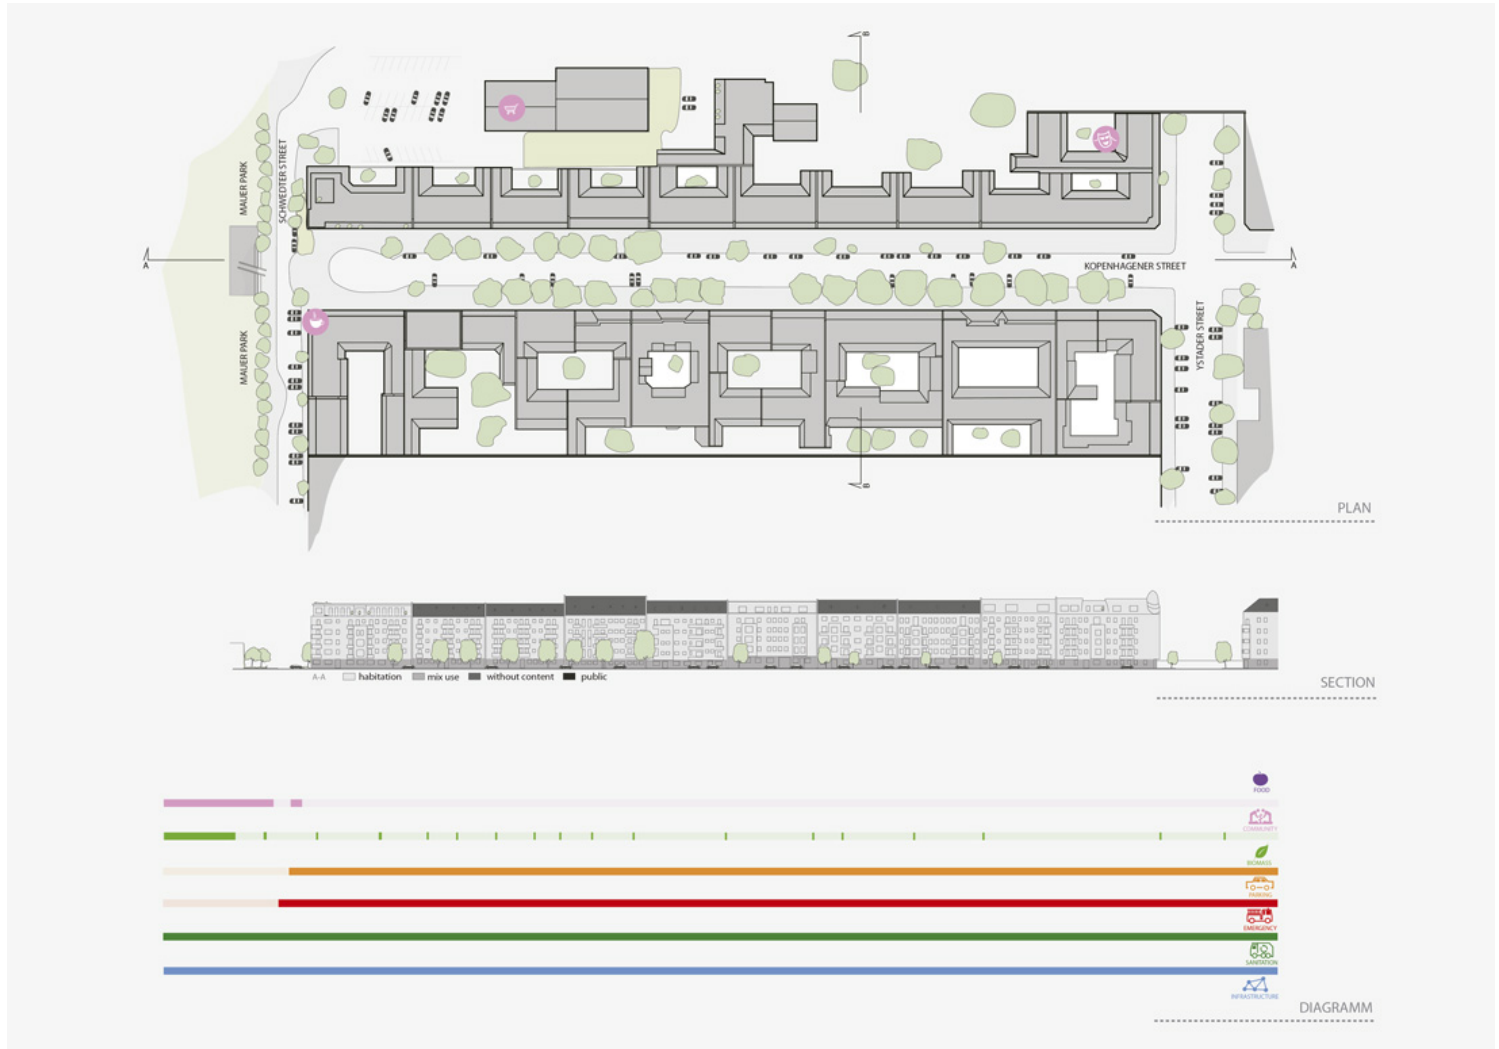 B
MAUER PARK
SCHWEDTER STREET
A
KOPENHAGENER STREET
A
MAUER PARK
YSTADER STREET
B
PLAN
A-A habitation mix use without content public
SECTION
FOOD
COMMUNITY
BIOMASS
PARKING
EMERGENCY
SANITATION
INFRASTRUCTURE
DIAGRAMM